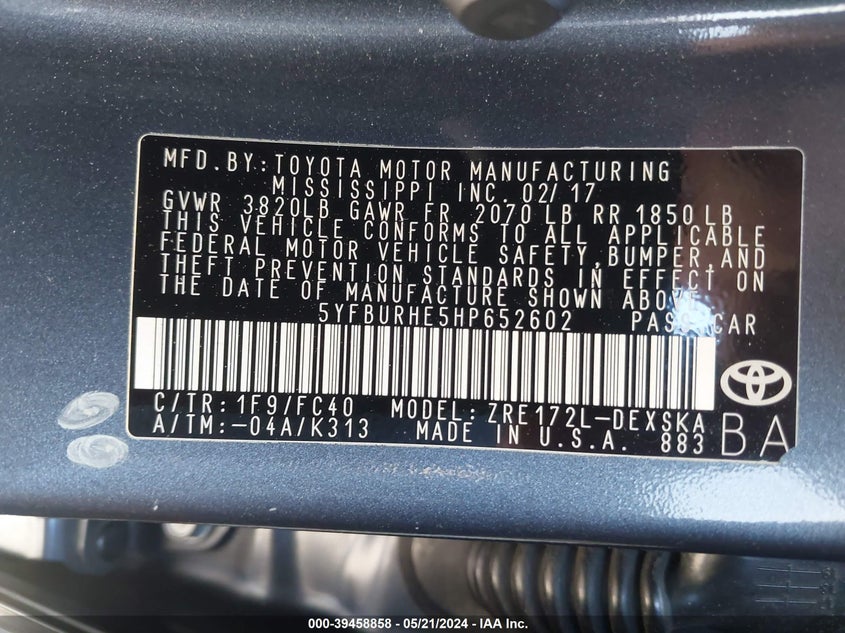 MFD.BY:TOYOTA MOTOR MANUFACTURING
MISSISSIPPI INC. 02/17
GVWR 3820LB GAWR FR 2070 LB RR 1850LB
THIS VEHICLE CONFORMS TO ALL APPLICABLE
FEDERAL MOTOR VEHICLE SAFETY,BUMPER,AND
THEFT PREVENTION STANDARDS IN EFFECT ON
THE DATE OF MANUFACTURE SHOWN ABOVE.
5YFBURHE5HP652602 PASS CAR
C/TR:1F9/FC40 MODEL:ZRE172L-DEXSKA
A/TM:-04A/K313 MADE IN U.S.A. 883
BA
000-39458858 - 05/21/2024 - IAA Inc.